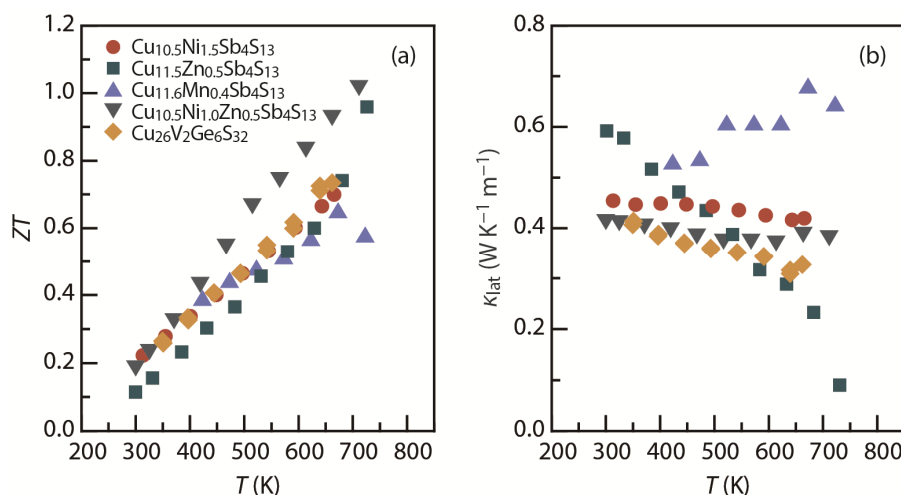 1.2
1.0
0.8
0.6
0.4
0.2
0.0
ZT
Cu10.5Ni1.5Sb4S13
Cu11.5Zn0.5Sb4S13
Cu11.6Mn0.4Sb4S13
Cu10.5Ni1.0Zn0.5Sb4S13
Cu26V2Ge6S32
(a)
200 300 400 500 600 700 800
T (K)
0.8
0.6
0.4
0.2
0.0
κlat (W K−1 m−1)
(b)
200 300 400 500 600 700 800
T (K)